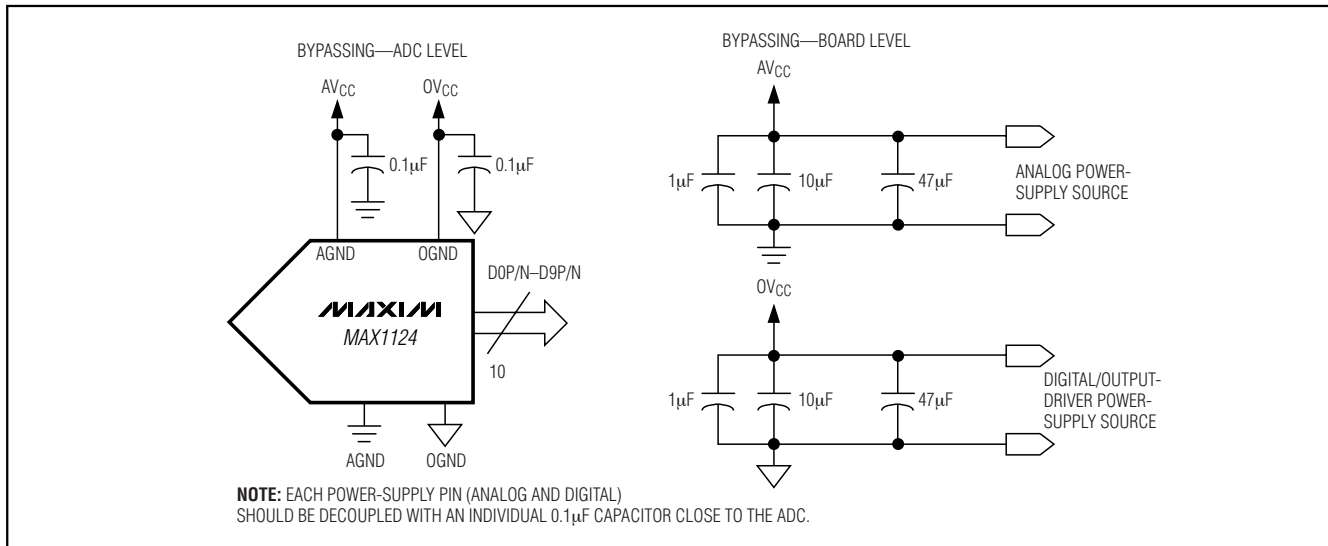 BYPASSING—ADC LEVEL
AVCC
OVCC
0.1µF
0.1µF
AGND
OGND
D0P/N–D9P/N
MAXIM
MAX1124
10
AGND
OGND
BYPASSING—BOARD LEVEL
AVCC
1µF
10µF
47µF
ANALOG POWER-
SUPPLY SOURCE
OVCC
1µF
10µF
47µF
DIGITAL/OUTPUT-
DRIVER POWER-
SUPPLY SOURCE
NOTE: EACH POWER-SUPPLY PIN (ANALOG AND DIGITAL)
SHOULD BE DECOUPLED WITH AN INDIVIDUAL 0.1µF CAPACITOR CLOSE TO THE ADC.